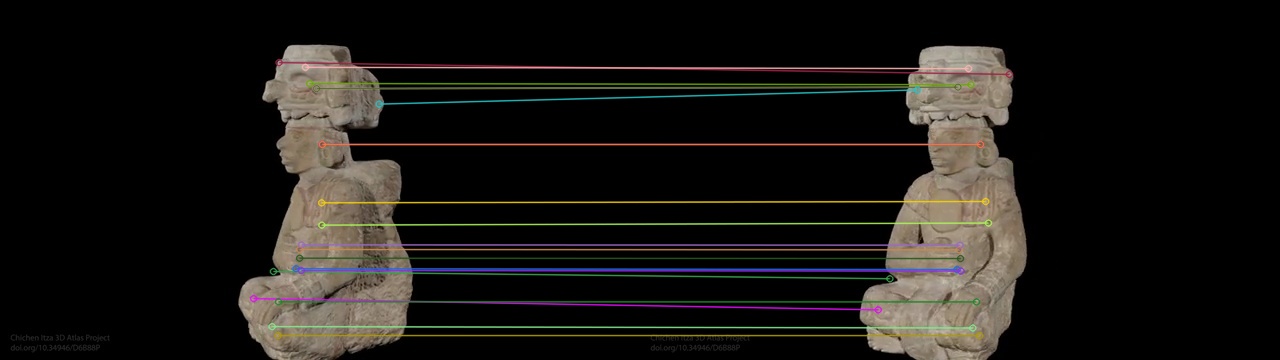 Chichen Itza 3D Atlas Project
doi.org/10.34946/D6B88P
Chichen Itza 3D Atlas Project
doi.org/10.34946/D6B88P